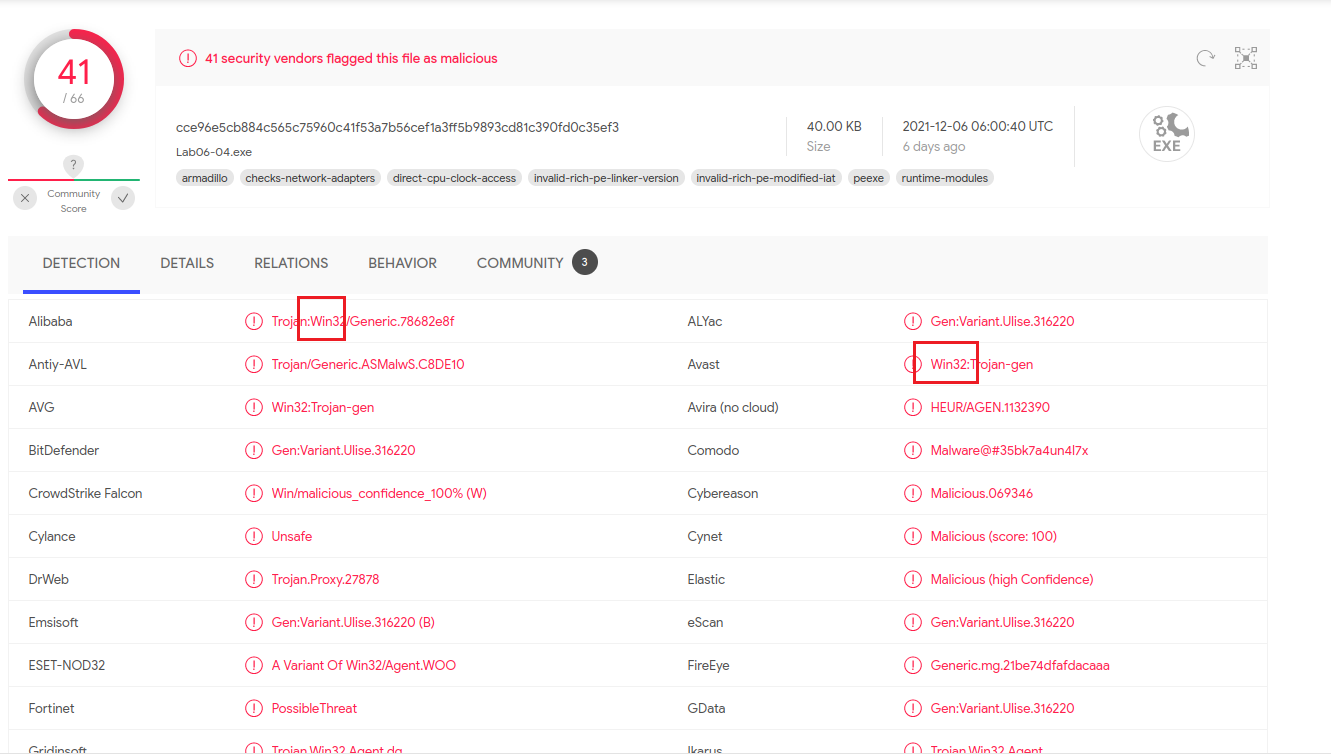 41
/ 66
?
Community
Score
41 security vendors flagged this file as malicious
cce96e5cb884c565c75960c41f53a7b56cef1a3ff5b9893cd81c390fd0c35ef3
Lab06-04.exe
armadillo checks-network-adapters direct-cpu-clock-access invalid-rich-pe-linker-version invalid-rich-pe-modified-iat peexe runtime-modules
40.00 KB
Size
2021-12-06 06:00:40 UTC
6 days ago
EXE
DETECTION DETAILS RELATIONS BEHAVIOR COMMUNITY 3
Alibaba Trojan:Win32/Generic.78682e8f ALYac Gen:Variant.Ulise.316220
Antiy-AVL Trojan/Generic.ASMalwS.C8DE10 Avast Win32:Trojan-gen
AVG Win32:Trojan-gen Avira (no cloud) HEUR/AGEN.1132390
BitDefender Gen:Variant.Ulise.316220 Comodo Malware@#35bk7a4un4l7x
CrowdStrike Falcon Win/malicious_confidence_100% (W) Cybereason Malicious.069346
Cylance Unsafe Cynet Malicious (score: 100)
DrWeb Trojan.Proxy.27878 Elastic Malicious (high Confidence)
Emsisoft Gen:Variant.Ulise.316220 (B) eScan Gen:Variant.Ulise.316220
ESET-NOD32 A Variant Of Win32/Agent.WOO FireEye Generic.mg.21be74dfafdacaaa
Fortinet PossibleThreat GData Gen:Variant.Ulise.316220
Gridinsoft Trojan.Win32.Agent.dg Ikarus Trojan.Win32.Agent